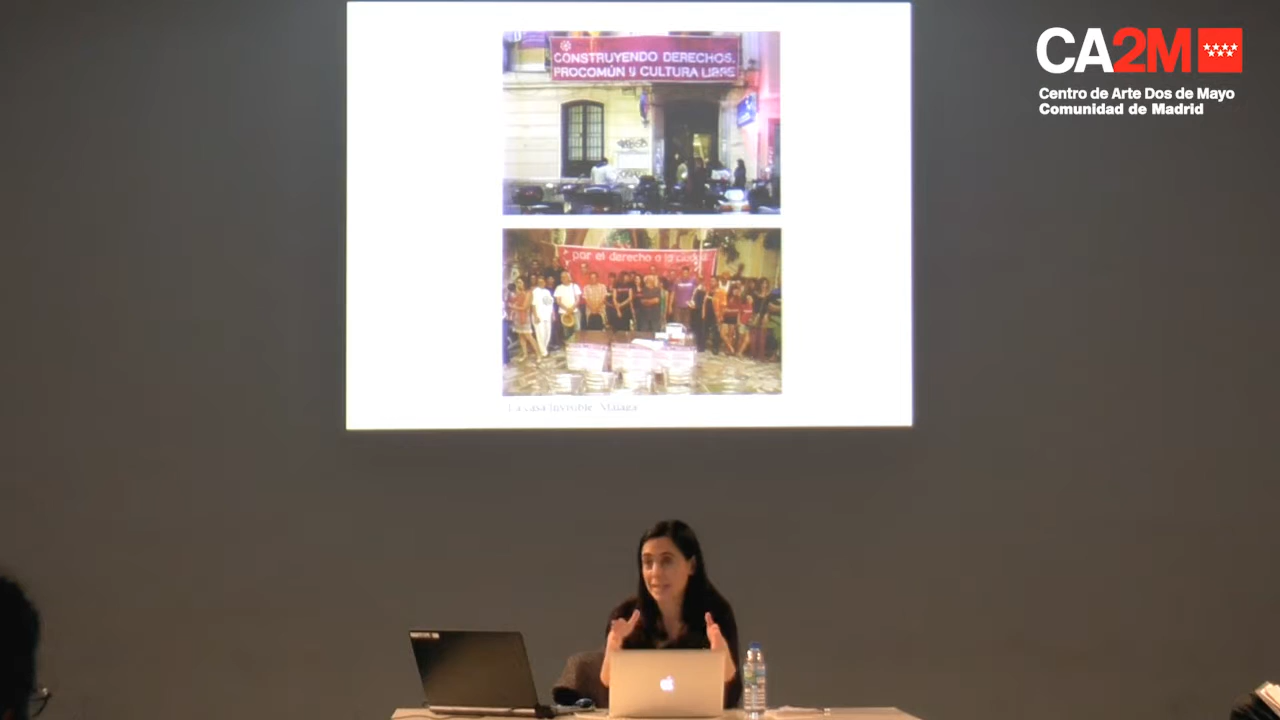 CONSTRUYENDO DERECHOS,
PROCOMÚN Y CULTURA LIBRE
por el derecho a la ciudad
La casa Invisible. Málaga
CA2M
Centro de Arte Dos de Mayo
Comunidad de Madrid